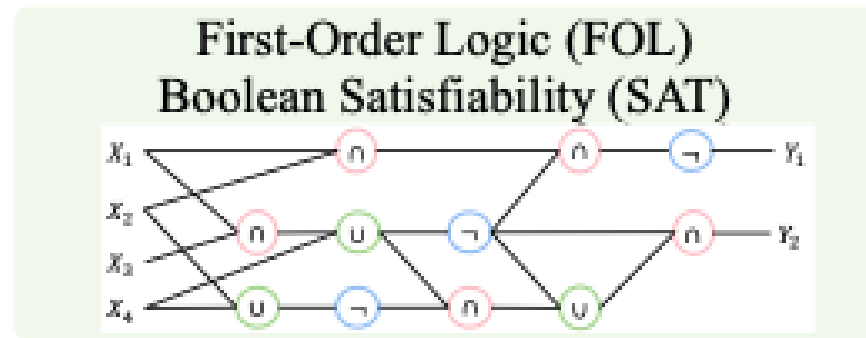 First-Order Logic (FOL)
Boolean Satisfiability (SAT)
X₁ ∩ ∩ ¬ Y₁
X₂
∩ ∪ ¬ ∩ Y₂
X₃
X₄ ∪ ¬ ∩ ∪